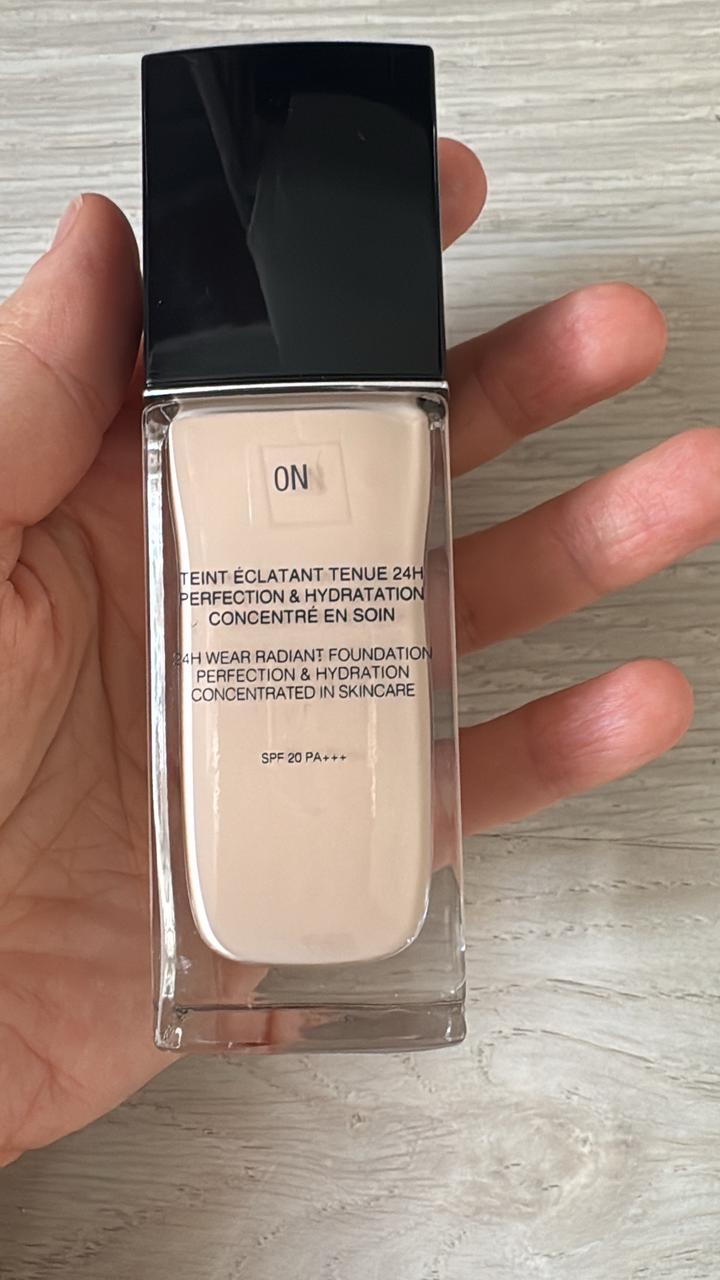 0N
TEINT ÉCLATANT TENUE 24H
PERFECTION & HYDRATATION
CONCENTRÉ EN SOIN
24H WEAR RADIANT FOUNDATION
PERFECTION & HYDRATION
CONCENTRATED IN SKINCARE
SPF 20 PA+++